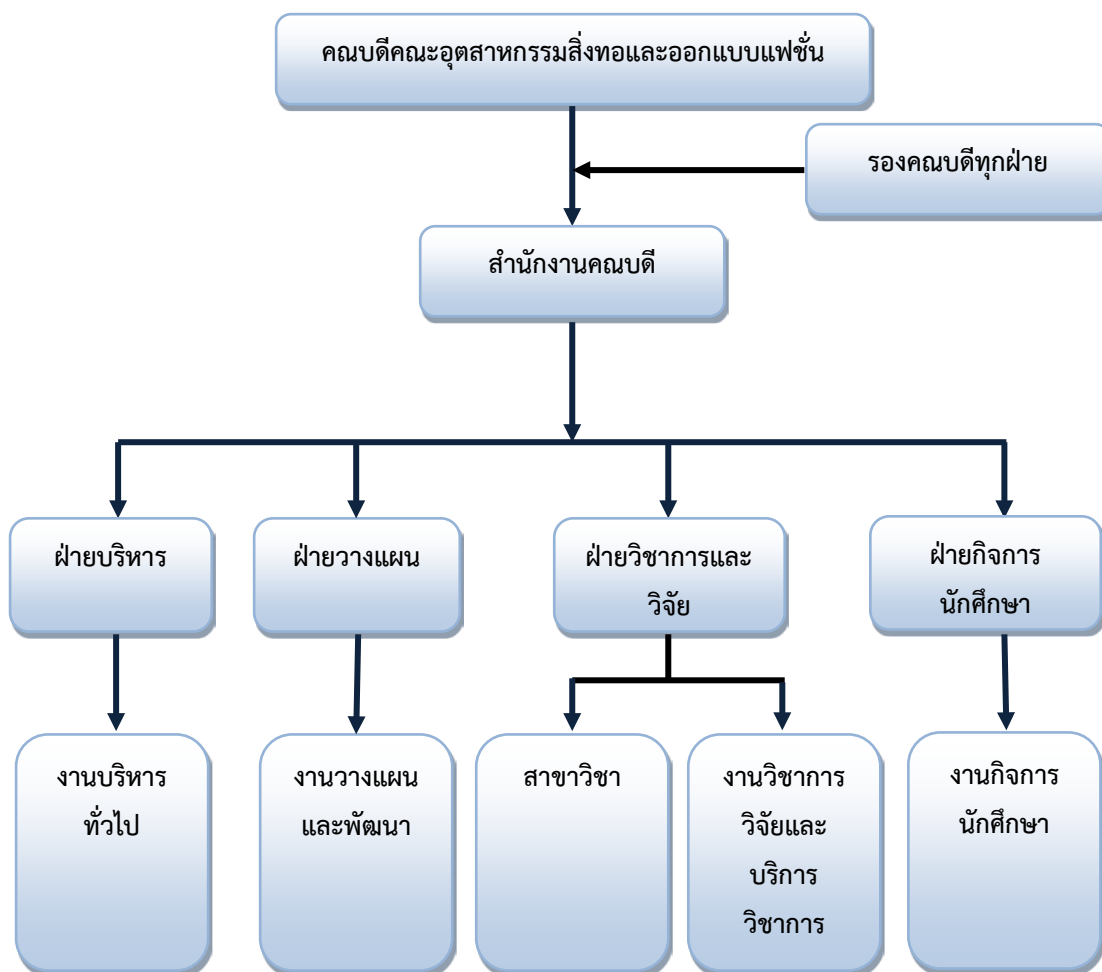 คณบดีคณะอุตสาหกรรมสิ่งทอและออกแบบแฟชั่น
รองคณบดีทุกฝ่าย
สำนักงานคณบดี
ฝ่ายบริหาร
ฝ่ายวางแผน
ฝ่ายวิชาการและ
วิจัย
ฝ่ายกิจการ
นักศึกษา
งานบริหาร
ทั่วไป
งานวางแผน
และพัฒนา
สาขาวิชา
งานวิชาการ
วิจัยและ
บริการ
วิชาการ
งานกิจการ
นักศึกษา